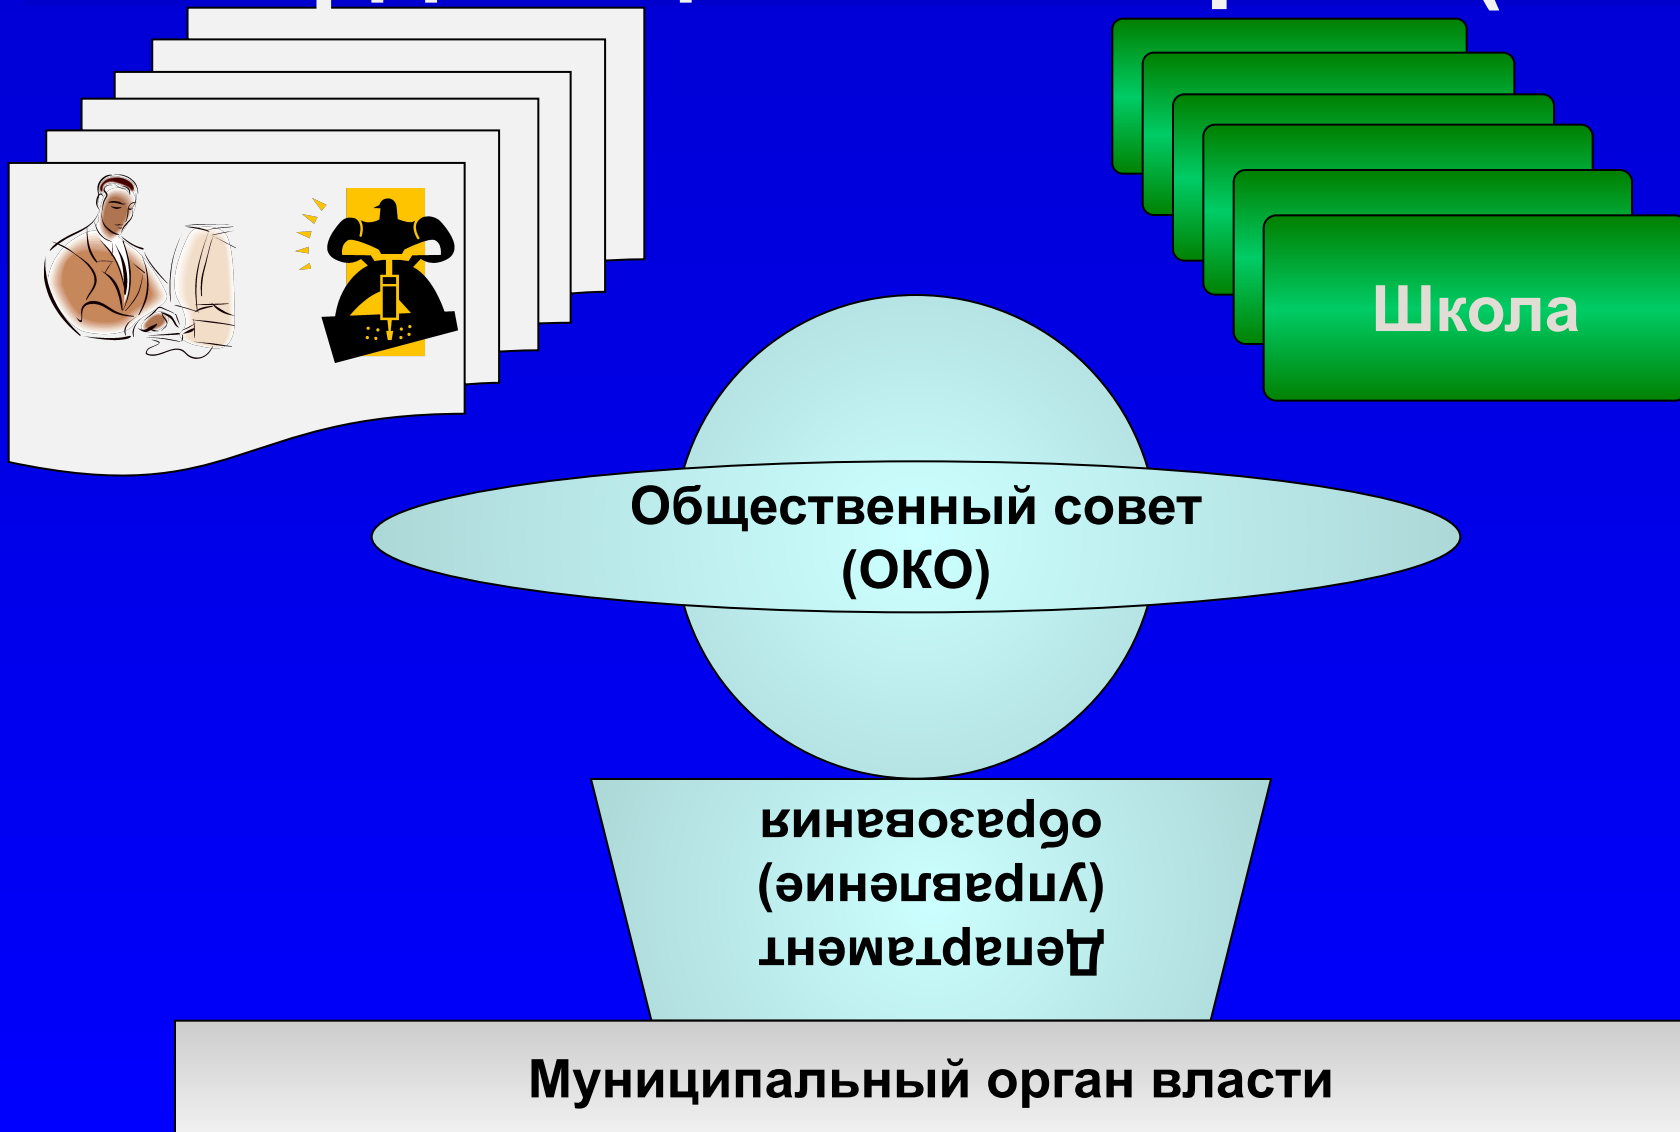 Школа
Общественный совет
(ОКО)
Департамент
(управление)
образования
Муниципальный орган власти